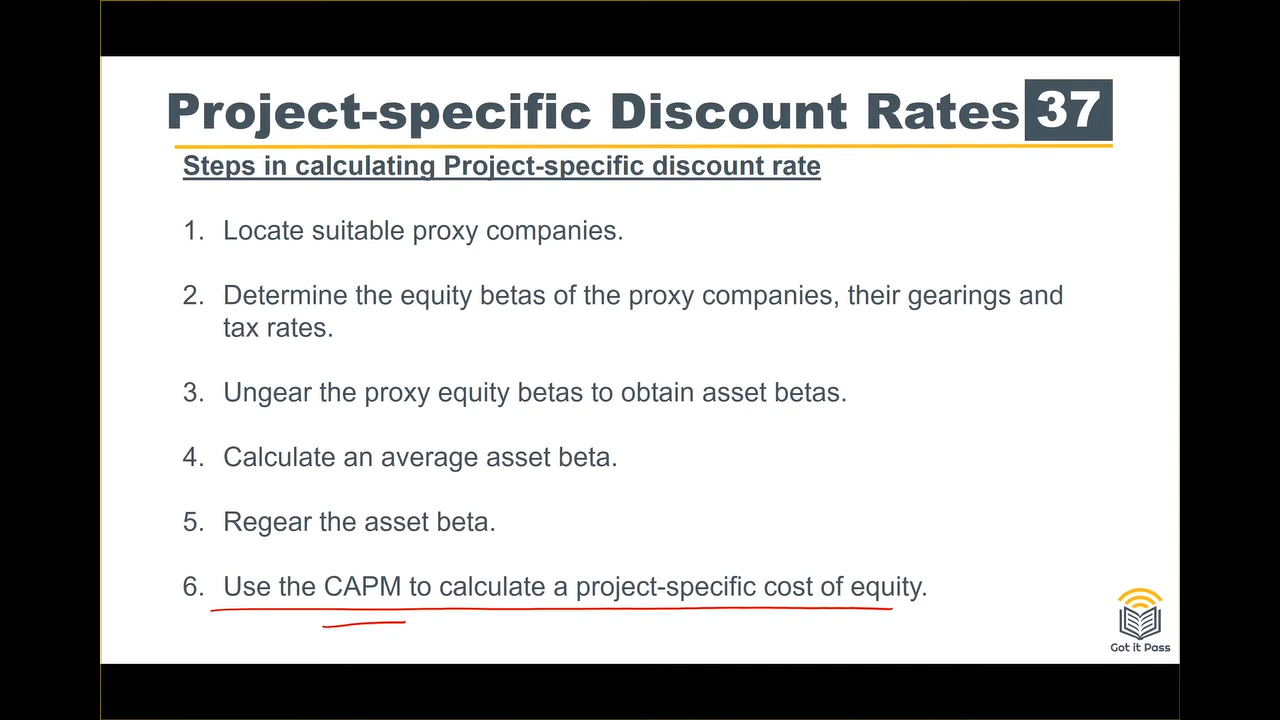 Project-specific Discount Rates 37
Steps in calculating Project-specific discount rate
1. Locate suitable proxy companies.
2. Determine the equity betas of the proxy companies, their gearings and
tax rates.
3. Ungear the proxy equity betas to obtain asset betas.
4. Calculate an average asset beta.
5. Regear the asset beta.
6. Use the CAPM to calculate a project-specific cost of equity.
Got it Pass